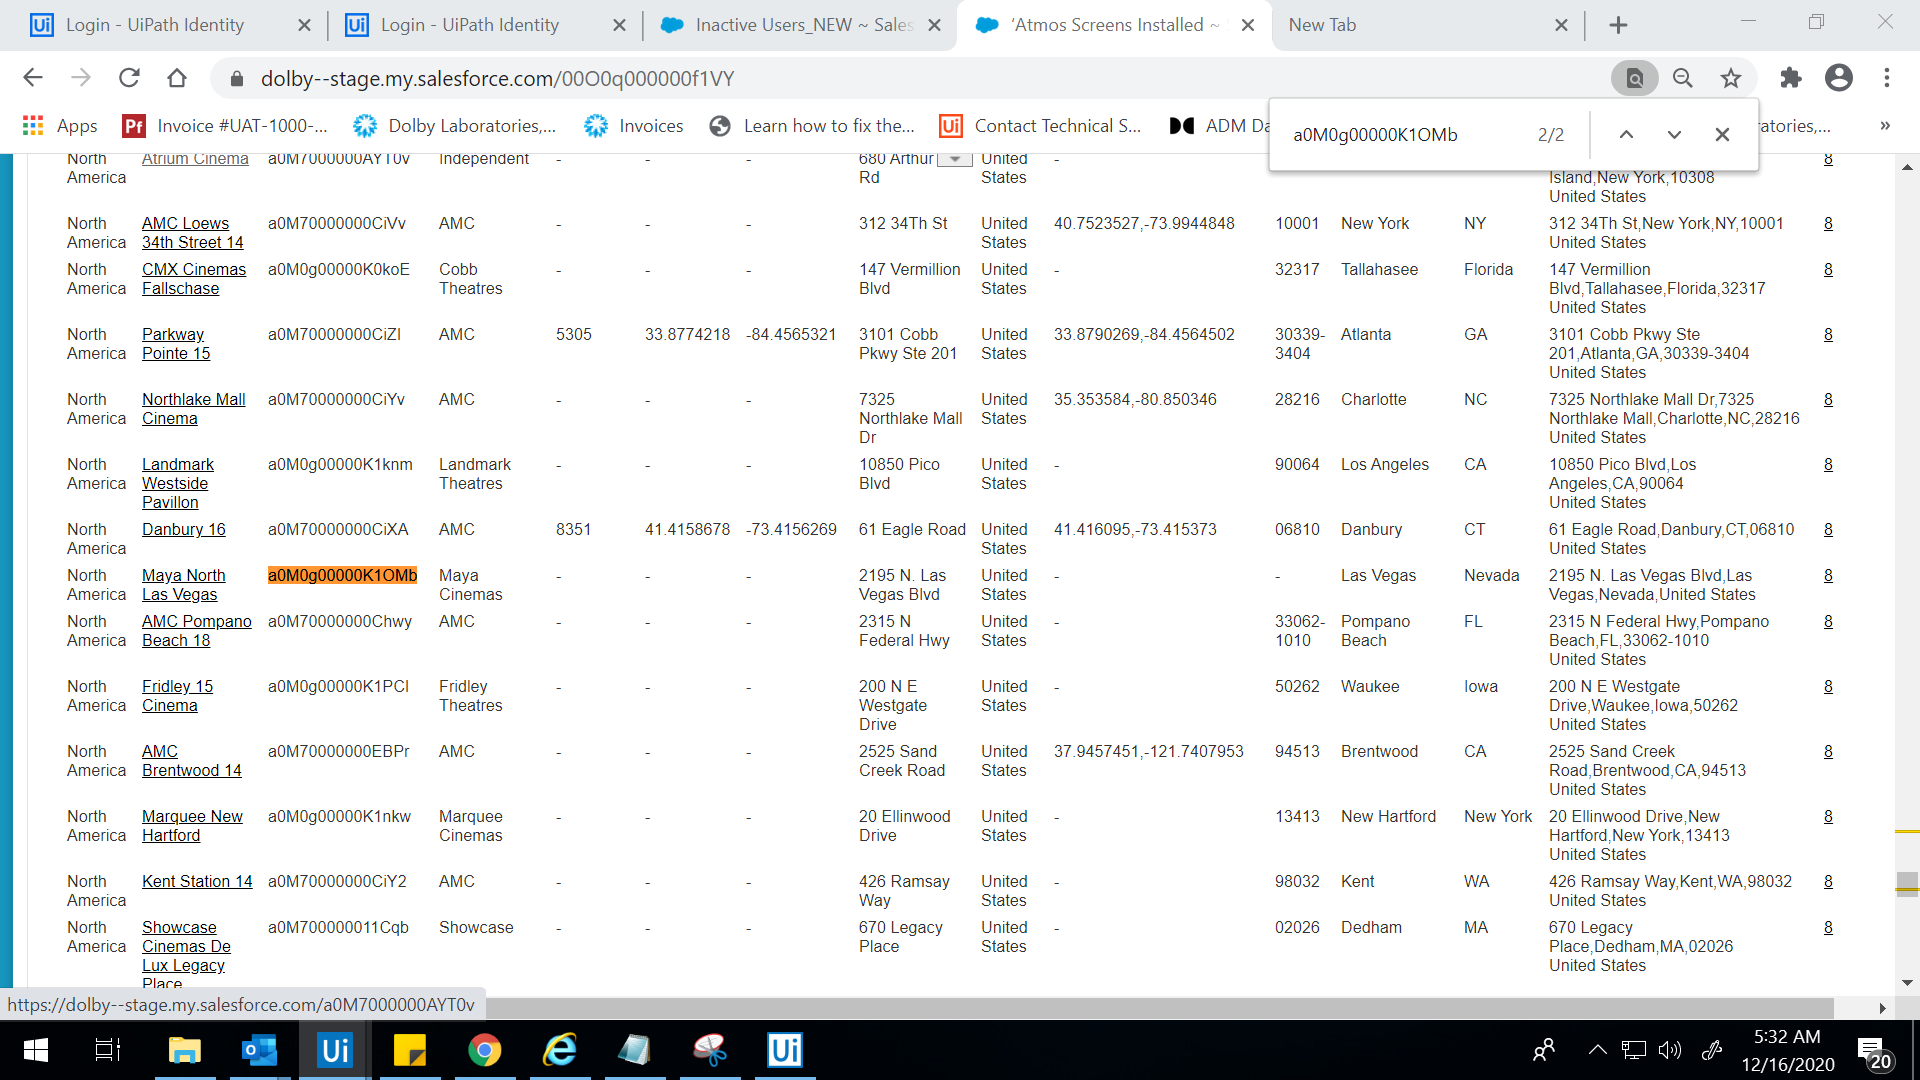 Login - UiPath Identity
Login - UiPath Identity
Inactive Users_NEW ~ Sales
'Atmos Screens Installed ~
New Tab
dolby--stage.my.salesforce.com/00O0q000000f1VY
Apps
Invoice #UAT-1000-...
Dolby Laboratories,...
Invoices
Learn how to fix the...
Contact Technical S...
ADM Da
ratories,...
»
a0M0g00000K1OMb 2/2
North America Atrium Cinema a0M7000000AYT0v Independent - - - 680 Arthur Rd United States - Island,New York,10308 United States 8
North America AMC Loews 34th Street 14 a0M70000000CiVv AMC - - - 312 34Th St United States 40.7523527,-73.9944848 10001 New York NY 312 34Th St,New York,NY,10001 United States 8
North America CMX Cinemas Fallschase a0M0g00000K0koE Cobb Theatres - - - 147 Vermillion Blvd United States - 32317 Tallahasee Florida 147 Vermillion Blvd,Tallahasee,Florida,32317 United States 8
North America Parkway Pointe 15 a0M70000000CiZl AMC 5305 33.8774218 -84.4565321 3101 Cobb Pkwy Ste 201 United States 33.8790269,-84.4564502 30339-3404 Atlanta GA 3101 Cobb Pkwy Ste 201,Atlanta,GA,30339-3404 United States 8
North America Northlake Mall Cinema a0M70000000CiYv AMC - - - 7325 Northlake Mall Dr United States 35.353584,-80.850346 28216 Charlotte NC 7325 Northlake Mall Dr,7325 Northlake Mall,Charlotte,NC,28216 United States 8
North America Landmark Westside Pavillon a0M0g00000K1knm Landmark Theatres - - - 10850 Pico Blvd United States - 90064 Los Angeles CA 10850 Pico Blvd,Los Angeles,CA,90064 United States 8
North America Danbury 16 a0M70000000CiXA AMC 8351 41.4158678 -73.4156269 61 Eagle Road United States 41.416095,-73.415373 06810 Danbury CT 61 Eagle Road,Danbury,CT,06810 United States 8
North America Maya North Las Vegas a0M0g00000K1OMb Maya Cinemas - - - 2195 N. Las Vegas Blvd United States - - Las Vegas Nevada 2195 N. Las Vegas Blvd,Las Vegas,Nevada,United States 8
North America AMC Pompano Beach 18 a0M70000000Chwy AMC - - - 2315 N Federal Hwy United States - 33062-1010 Pompano Beach FL 2315 N Federal Hwy,Pompano Beach,FL,33062-1010 United States 8
North America Fridley 15 Cinema a0M0g00000K1PCl Fridley Theatres - - - 200 N E Westgate Drive United States - 50262 Waukee Iowa 200 N E Westgate Drive,Waukee,Iowa,50262 United States 8
North America AMC Brentwood 14 a0M70000000EBPr AMC - - - 2525 Sand Creek Road United States 37.9457451,-121.7407953 94513 Brentwood CA 2525 Sand Creek Road,Brentwood,CA,94513 United States 8
North America Marquee New Hartford a0M0g00000K1nkw Marquee Cinemas - - - 20 Ellinwood Drive United States - 13413 New Hartford New York 20 Ellinwood Drive,New Hartford,New York,13413 United States 8
North America Kent Station 14 a0M70000000CiY2 AMC - - - 426 Ramsay Way United States - 98032 Kent WA 426 Ramsay Way,Kent,WA,98032 United States 8
North America Showcase Cinemas De Lux Legacy Place a0M700000011Cqb Showcase - - - 670 Legacy Place United States - 02026 Dedham MA 670 Legacy Place,Dedham,MA,02026 United States 8
https://dolby--stage.my.salesforce.com/a0M7000000AYT0v
5:32 AM
12/16/2020
20